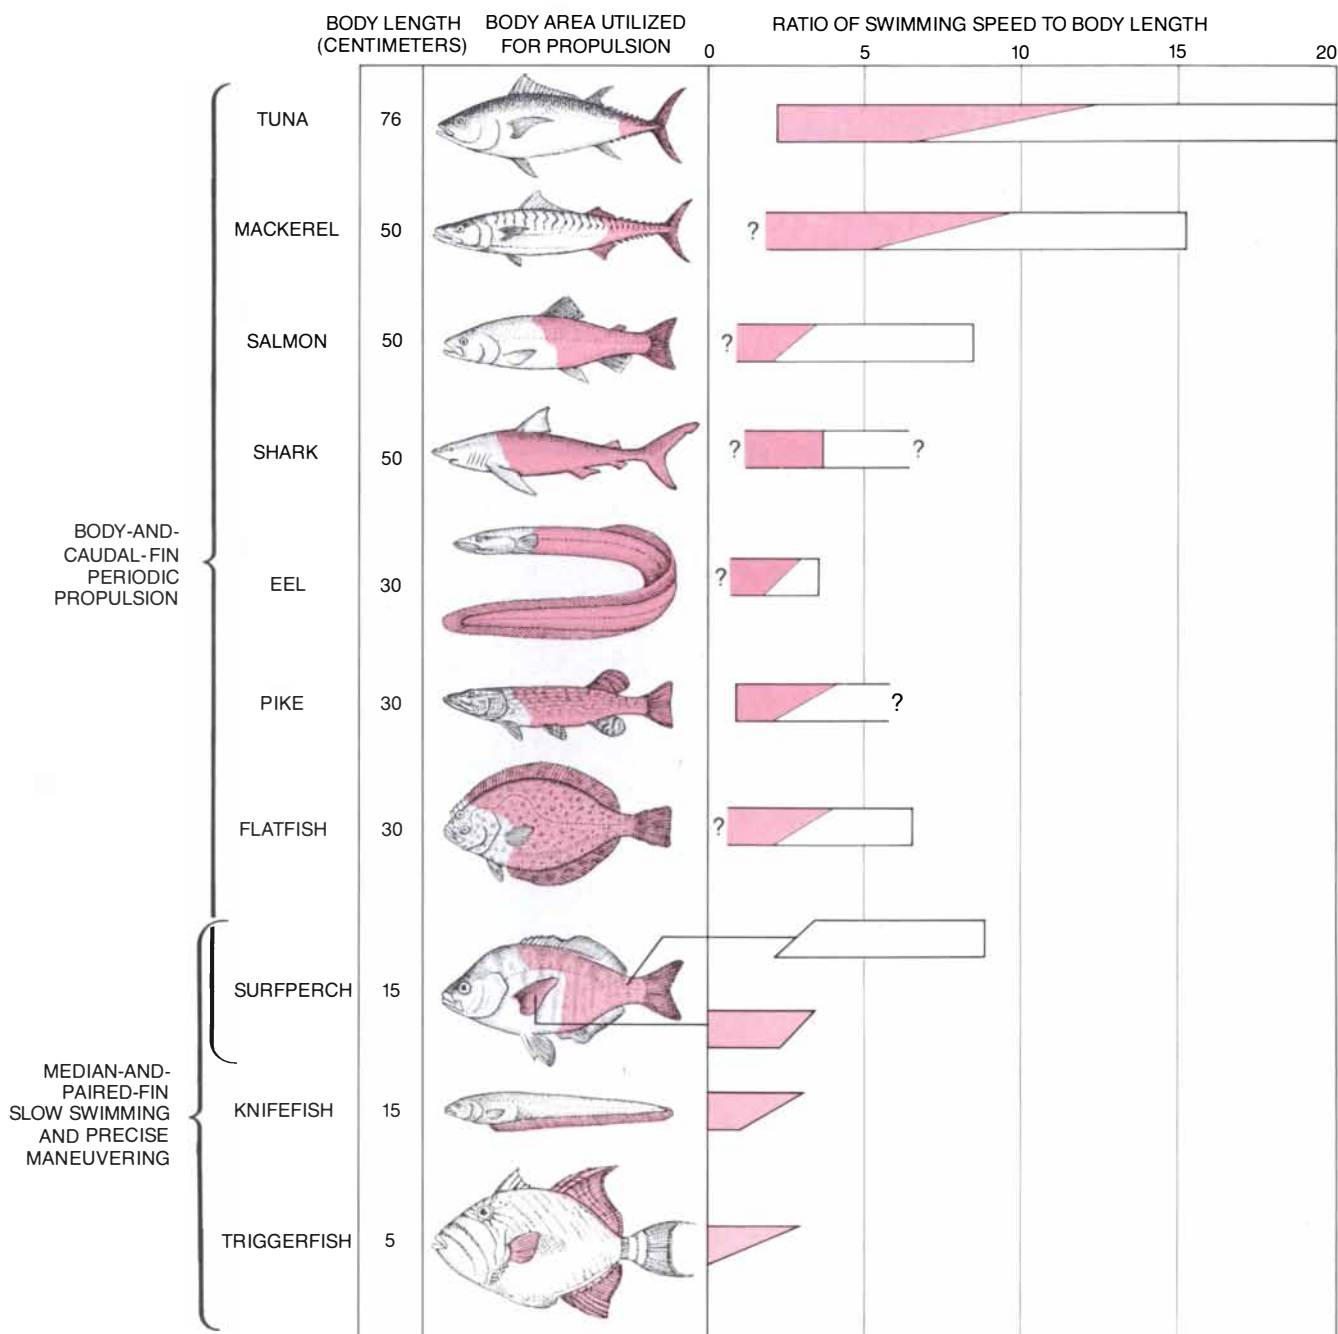 BODY LENGTH
(CENTIMETERS)
BODY AREA UTILIZED
FOR PROPULSION
RATIO OF SWIMMING SPEED TO BODY LENGTH
0 5 10 15 20
TUNA 76
MACKEREL 50 ?
SALMON 50 ?
SHARK 50 ? ?
BODY-AND-
CAUDAL-FIN
PERIODIC
PROPULSION
EEL 30 ?
PIKE 30 ?
FLATFISH 30 ?
SURFPERCH 15
MEDIAN-AND-
PAIRED-FIN
SLOW SWIMMING
AND PRECISE
MANEUVERING
KNIFEFISH 15
TRIGGERFISH 5